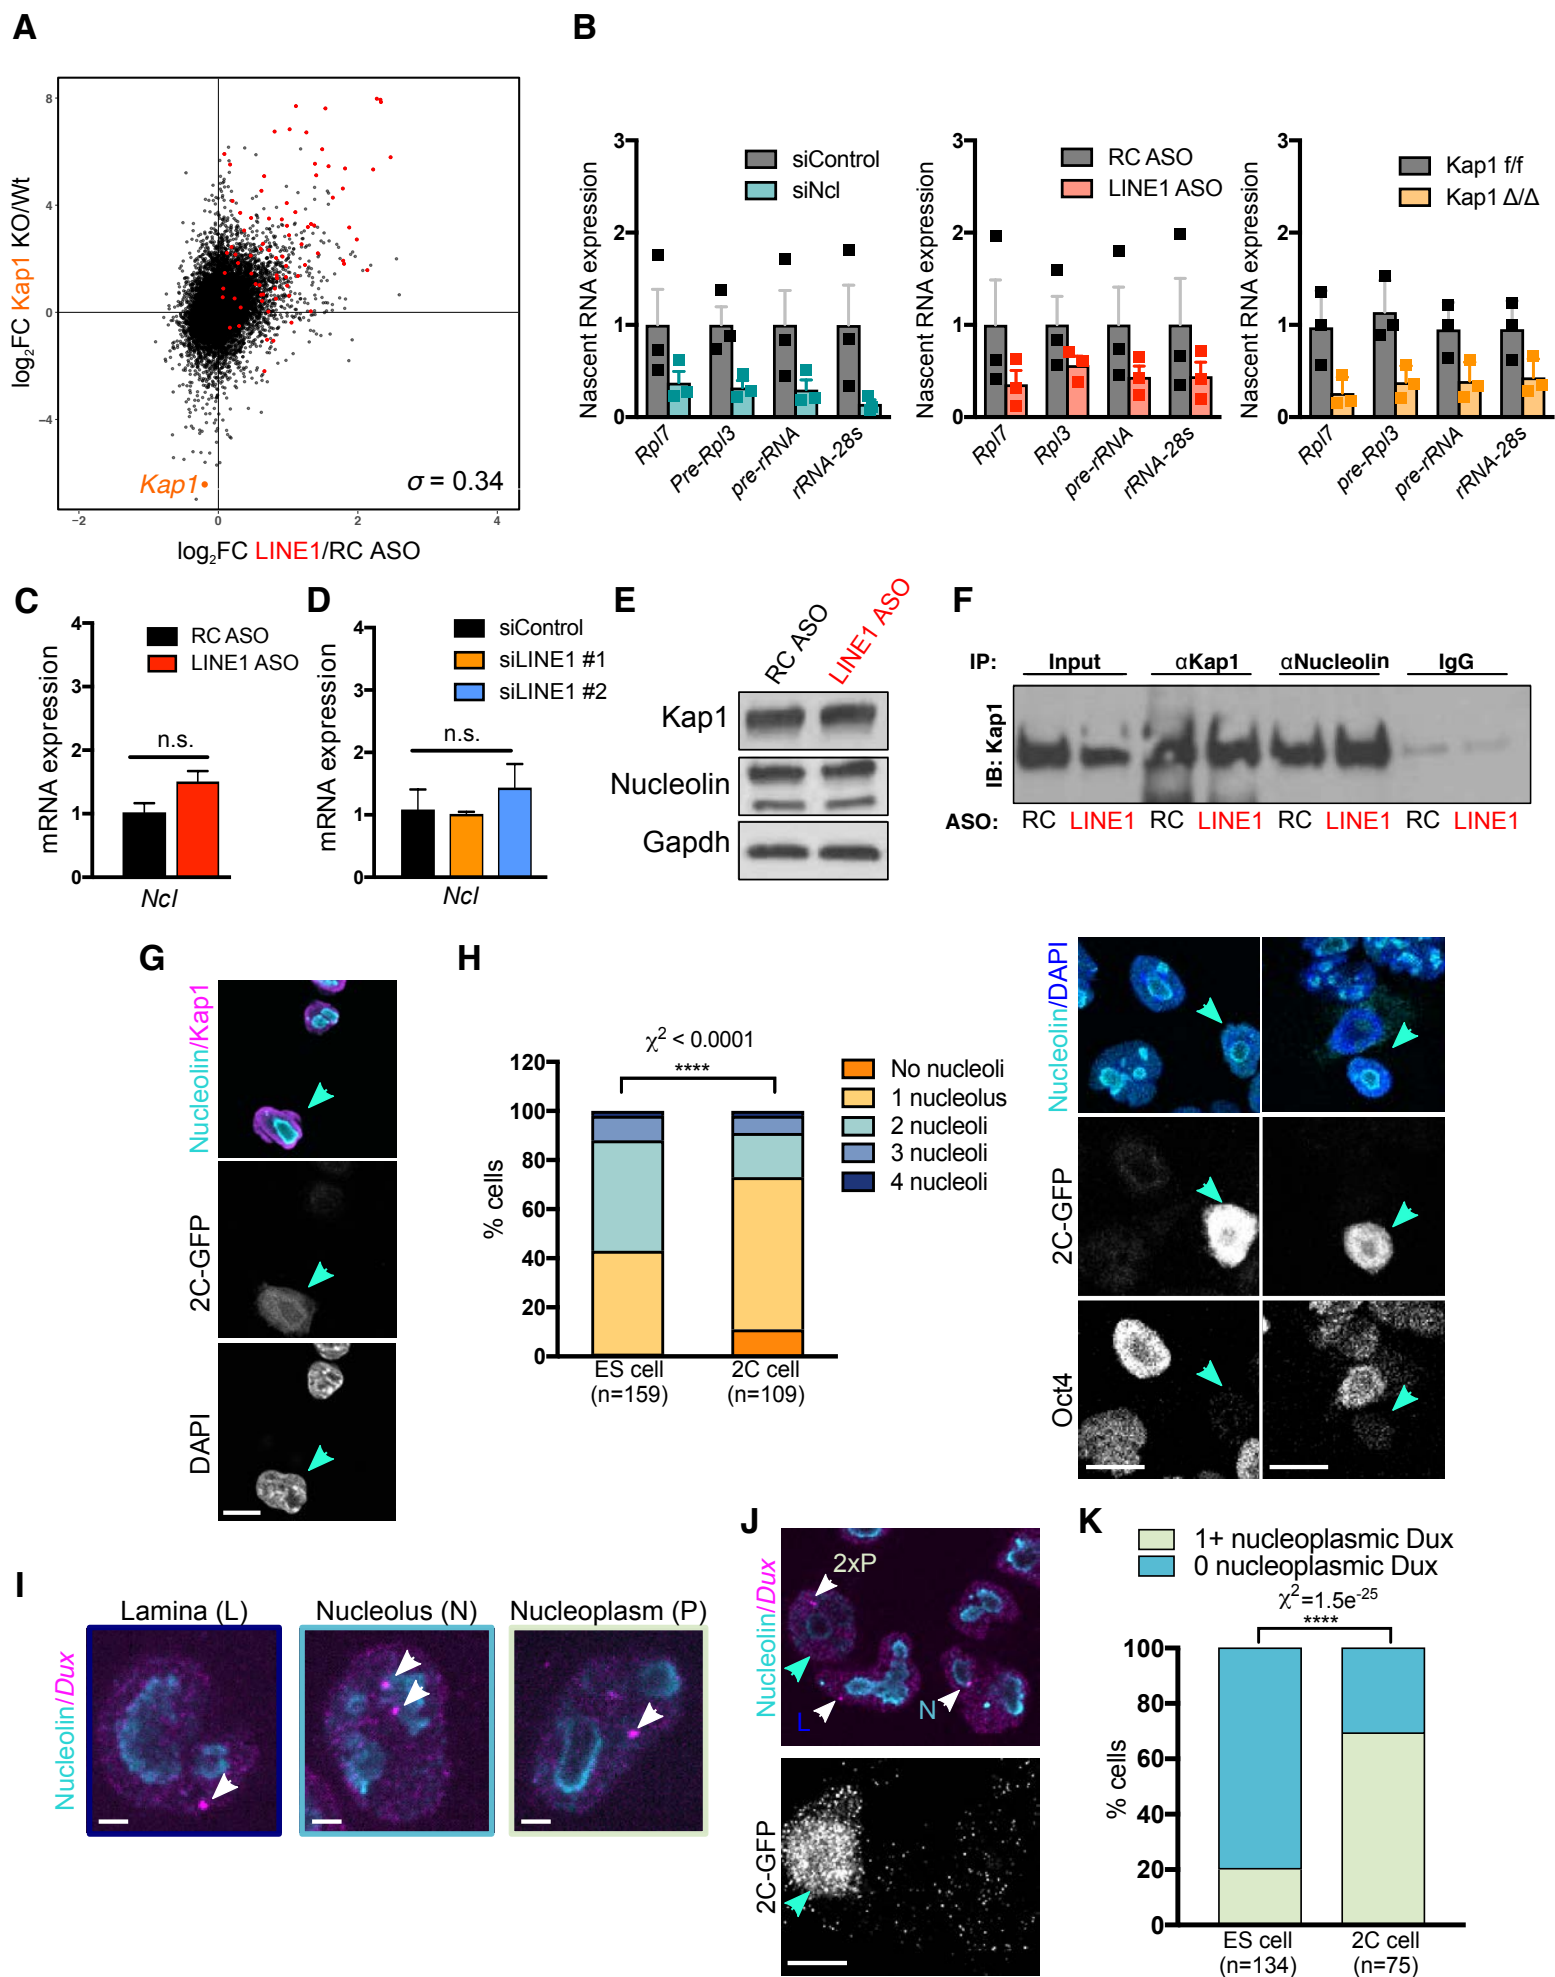 A
8
4
0
−4
−2
0
2
4
log2FC Kap1 KO/Wt
Kap1
σ = 0.34
log2FC LINE1/RC ASO
B
3
2
1
0
Nascent RNA expression
siControl
siNcl
Rpl7
Pre-Rpl3
pre-rRNA
rRNA-28s
3
2
1
0
Nascent RNA expression
RC ASO
LINE1 ASO
Rpl7
Rpl3
pre-rRNA
rRNA-28s
3
2
1
0
Nascent RNA expression
Kap1 f/f
Kap1 Δ/Δ
Rpl7
pre-Rpl3
pre-rRNA
rRNA-28s
C
4
3
2
1
0
mRNA expression
RC ASO
LINE1 ASO
n.s.
Ncl
D
4
3
2
1
0
mRNA expression
siControl
siLINE1 #1
siLINE1 #2
n.s.
Ncl
E
RC ASO
LINE1 ASO
Kap1
Nucleolin
Gapdh
F
IP: Input αKap1 αNucleolin IgG
IB: Kap1
ASO: RC LINE1 RC LINE1 RC LINE1 RC LINE1
G
Nucleolin/Kap1
2C-GFP
DAPI
H
χ² < 0.0001
****
120
100
80
60
40
20
0
% cells
No nucleoli
1 nucleolus
2 nucleoli
3 nucleoli
4 nucleoli
ES cell
(n=159)
2C cell
(n=109)
Nucleolin/DAPI
2C-GFP
Oct4
I
Lamina (L)
Nucleolus (N)
Nucleoplasm (P)
Nucleolin/Dux
J
Nucleolin/Dux
2xP
L
N
2C-GFP
K
1+ nucleoplasmic Dux
0 nucleoplasmic Dux
χ²=1.5e-25
****
100
80
60
40
20
0
% cells
ES cell
(n=134)
2C cell
(n=75)